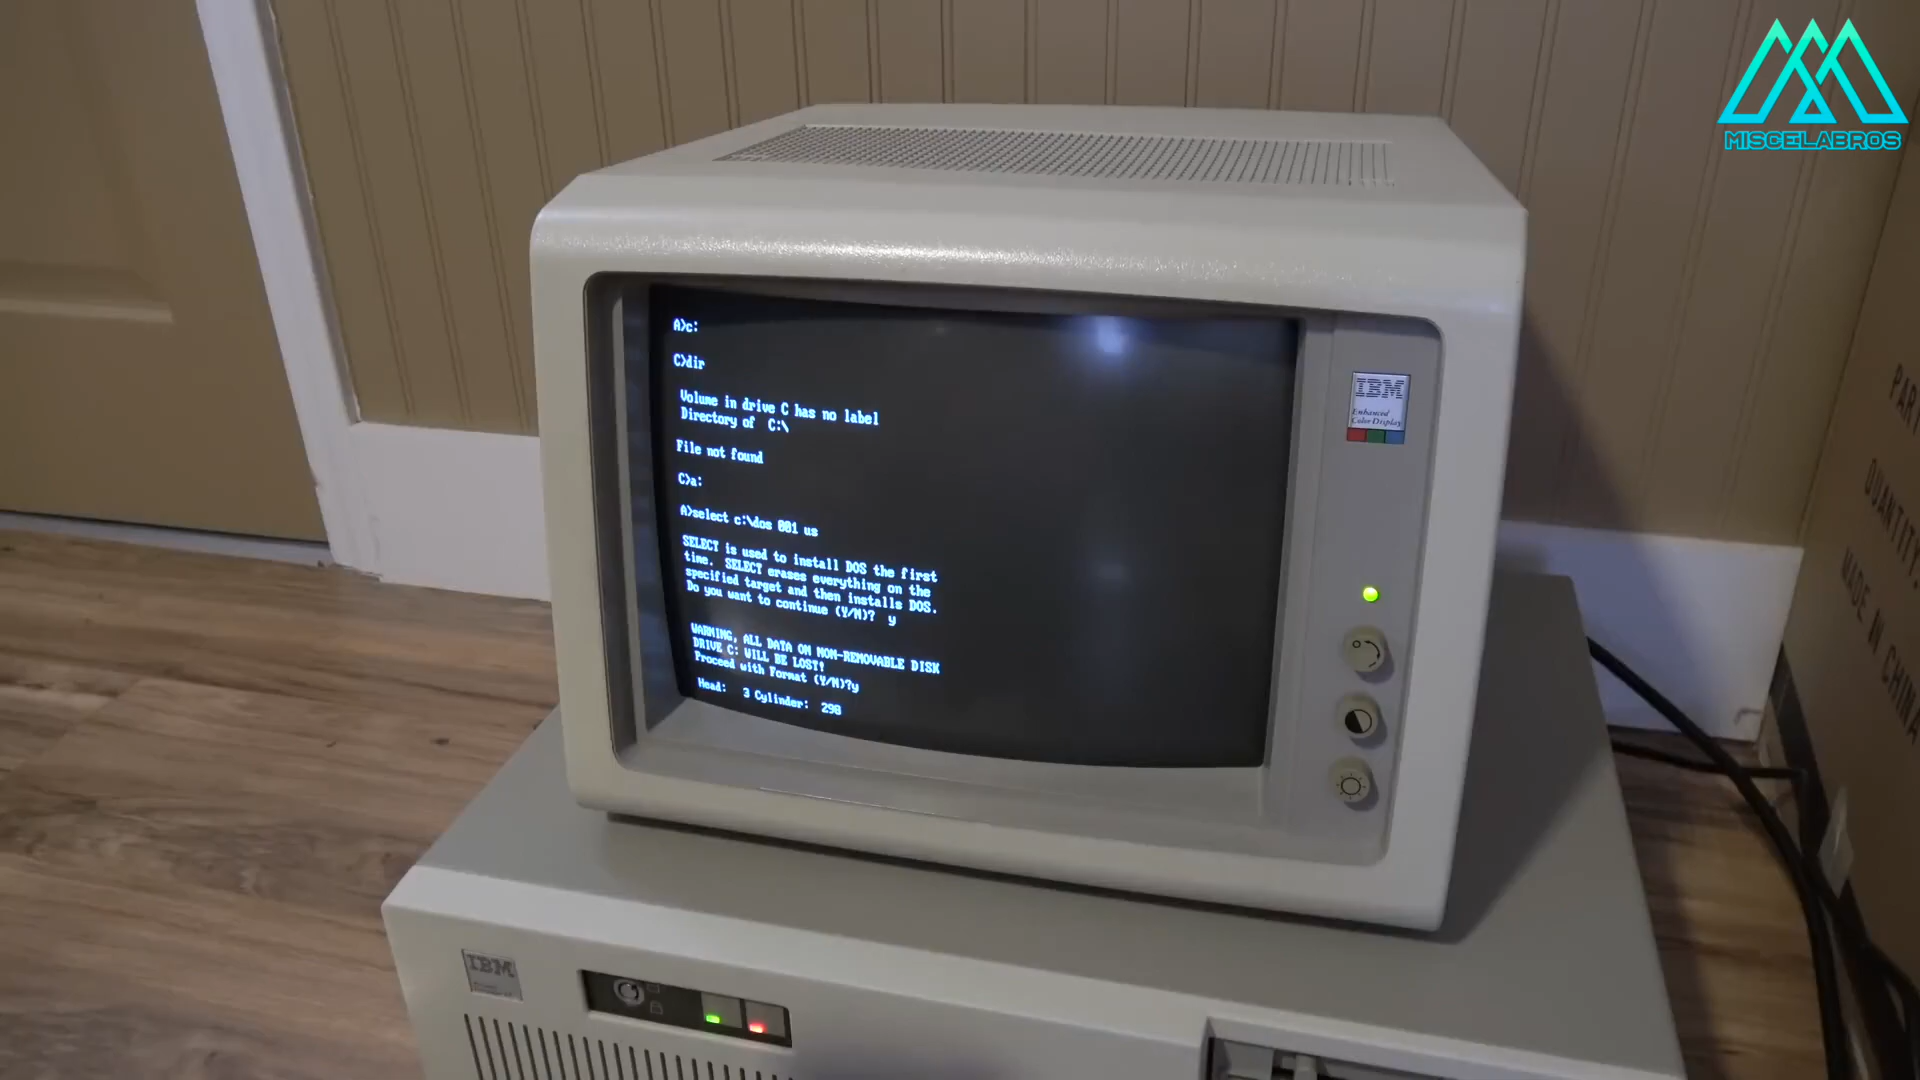 MISCELABROS
A>c:
C>dir
Volume in drive C has no label
Directory of  C:\
File not found
C>a:
A>select c:\dos 001 us
SELECT is used to install DOS the first
time.  SELECT erases everything on the
specified target and then installs DOS.
Do you want to continue (Y/N)?  y
WARNING, ALL DATA ON NON-REMOVABLE DISK
DRIVE C: WILL BE LOST!
Proceed with Format (Y/N)?y
Head:   3 Cylinder:  298
IBM
Enhanced
Color Display
IBM
PART
QUANTITY:
MADE IN CHINA